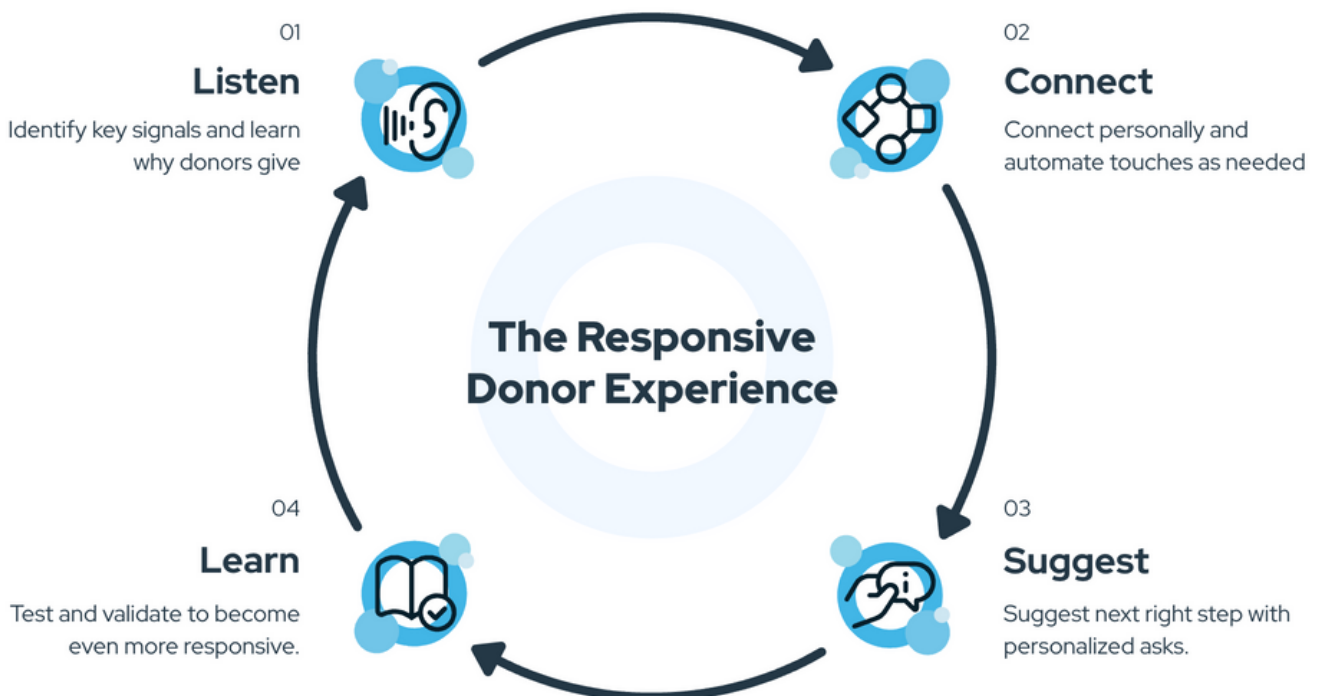 01
Listen
Identify key signals and learn
why donors give
02
Connect
Connect personally and
automate touches as needed
The Responsive
Donor Experience
03
Suggest
Suggest next right step with
personalized asks.
04
Learn
Test and validate to become
even more responsive.